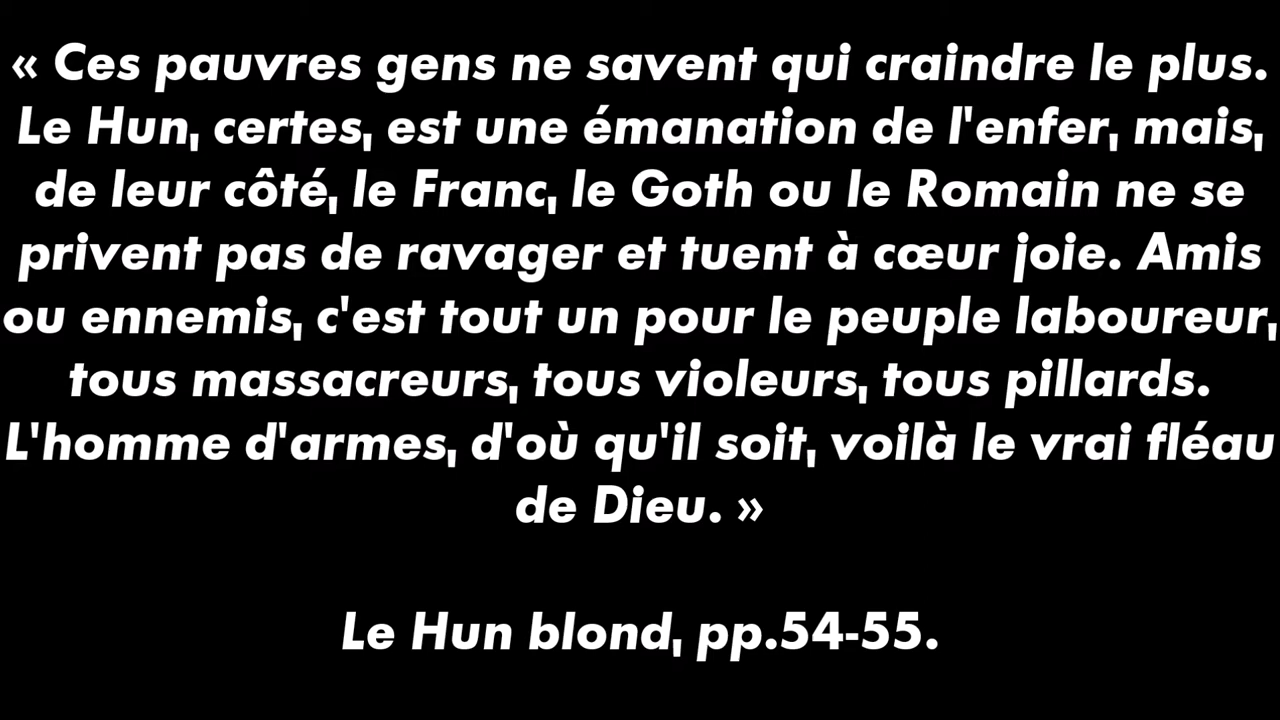 « Ces pauvres gens ne savent qui craindre le plus.
Le Hun, certes, est une émanation de l'enfer, mais,
de leur côté, le Franc, le Goth ou le Romain ne se
privent pas de ravager et tuent à cœur joie. Amis
ou ennemis, c'est tout un pour le peuple laboureur,
tous massacreurs, tous violeurs, tous pillards.
L'homme d'armes, d'où qu'il soit, voilà le vrai fléau
de Dieu. »
Le Hun blond, pp.54-55.